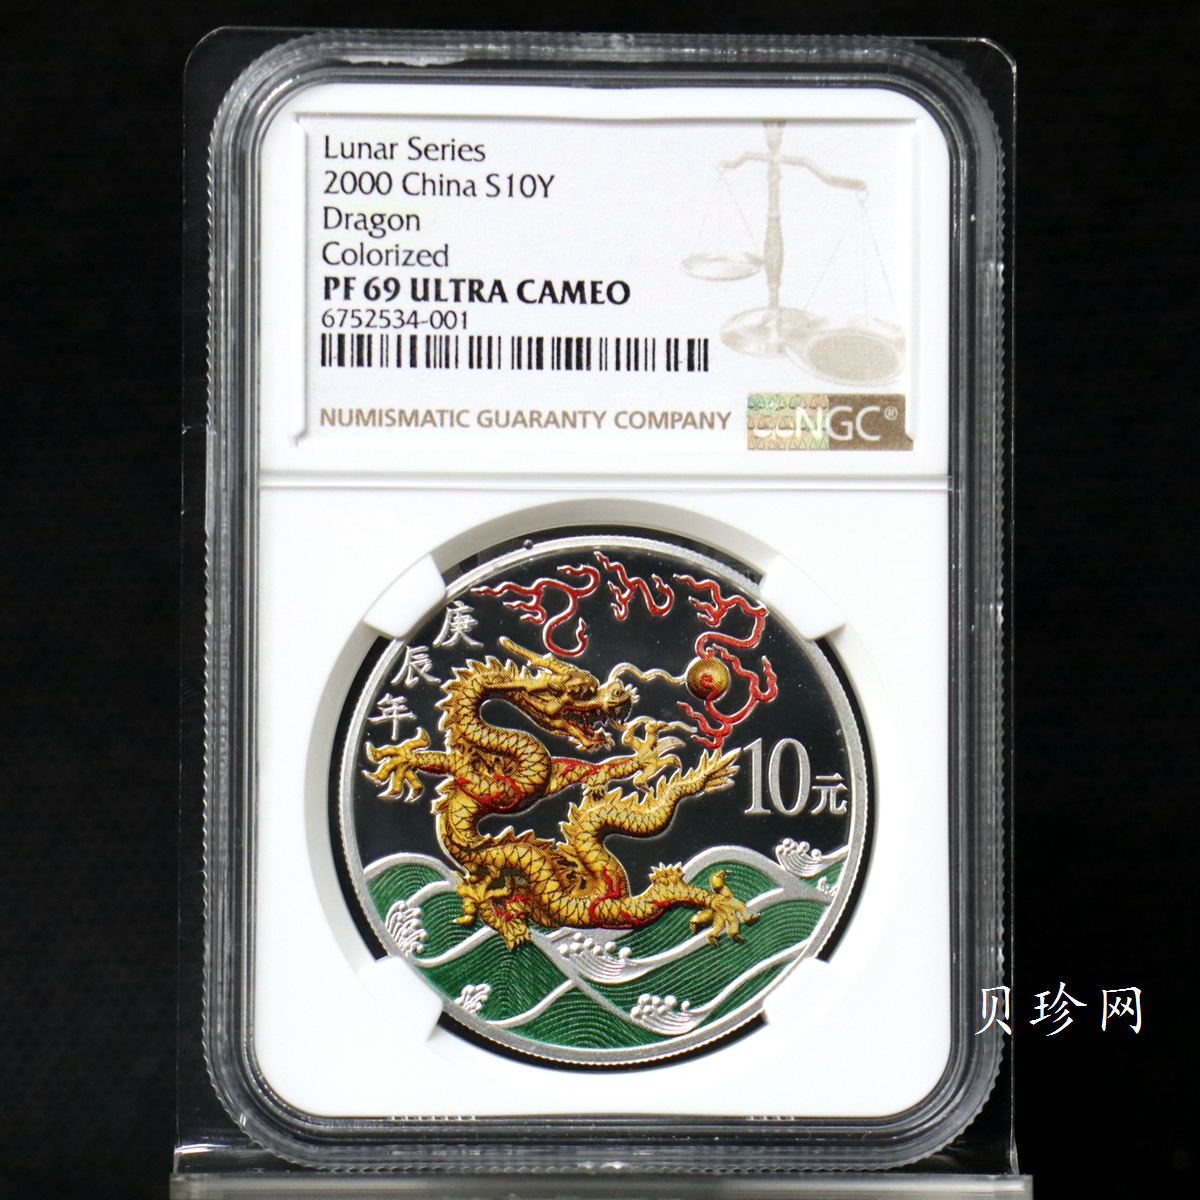 Lunar Series
2000 China S10Y
Dragon
Colorized
PF 69 ULTRA CAMEO
6752534-001
NUMISMATIC GUARANTY COMPANY
NGC®
庚辰年
10元
贝珍网